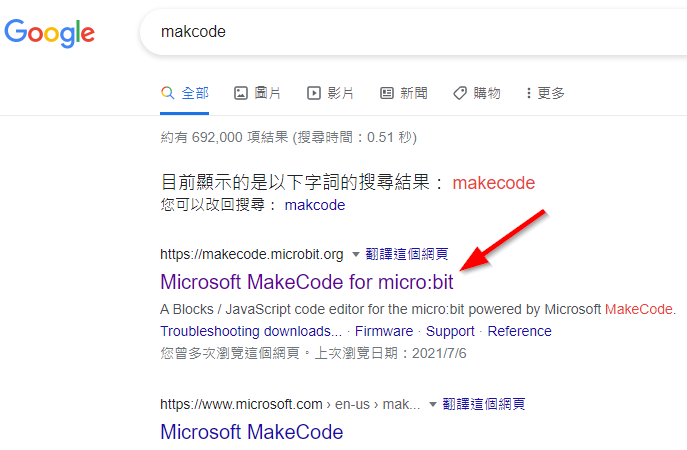 Google
makcode
全部
圖片
影片
新聞
購物
更多
約有 692,000 項結果 (搜尋時間：0.51 秒)
目前顯示的是以下字詞的搜尋結果： makecode
您可以改回搜尋： makcode
https://makecode.microbit.org 翻譯這個網頁
Microsoft MakeCode for micro:bit
A Blocks / JavaScript code editor for the micro:bit powered by Microsoft MakeCode.
Troubleshooting downloads... · Firmware · Support · Reference
您曾多次瀏覽這個網頁。上次瀏覽日期：2021/7/6
https://www.microsoft.com › en-us › mak... 翻譯這個網頁
Microsoft MakeCode